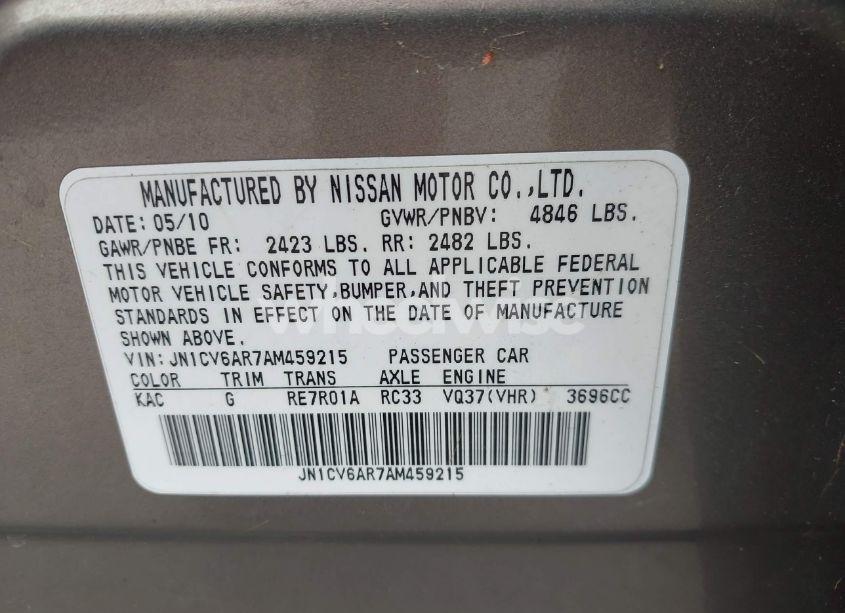 MANUFACTURED BY NISSAN MOTOR CO.,LTD.
DATE: 05/10 GVWR/PNBV: 4846 LBS.
GAWR/PNBE FR: 2423 LBS. RR: 2482 LBS.
THIS VEHICLE CONFORMS TO ALL APPLICABLE FEDERAL
MOTOR VEHICLE SAFETY,BUMPER,AND THEFT PREVENTION
STANDARDS IN EFFECT ON THE DATE OF MANUFACTURE
SHOWN ABOVE.
wheelwise
VIN:JN1CV6AR7AM459215 PASSENGER CAR
COLOR TRIM TRANS AXLE ENGINE
KAC G RE7R01A RC33 VQ37(VHR) 3696CC
JN1CV6AR7AM459215